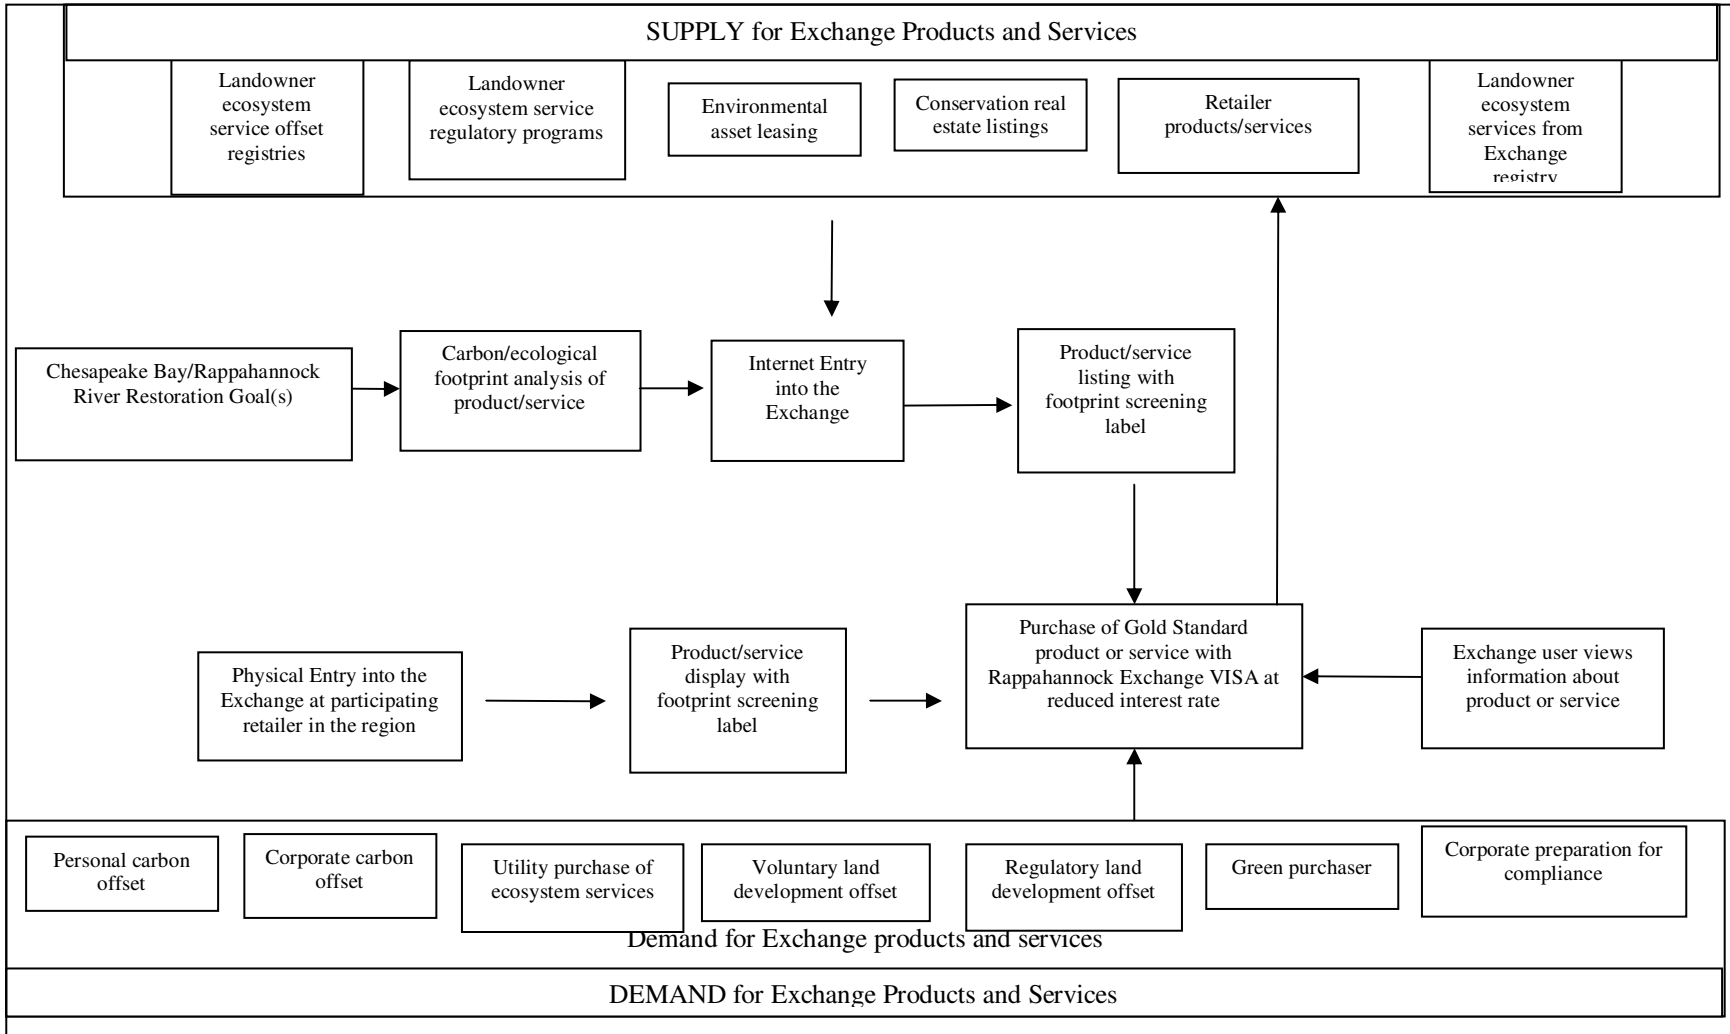 SUPPLY for Exchange Products and Services
Landowner
ecosystem
service offset
registries
Landowner
ecosystem service
regulatory programs
Environmental
asset leasing
Conservation real
estate listings
Retailer
products/services
Landowner
ecosystem
services from
Exchange
registry
Chesapeake Bay/Rappahannock
River Restoration Goal(s)
Carbon/ecological
footprint analysis of
product/service
Internet Entry
into the
Exchange
Product/service
listing with
footprint screening
label
Physical Entry into the
Exchange at participating
retailer in the region
Product/service
display with
footprint screening
label
Purchase of Gold Standard
product or service with
Rappahannock Exchange VISA at
reduced interest rate
Exchange user views
information about
product or service
Personal carbon
offset
Corporate carbon
offset
Utility purchase of
ecosystem services
Voluntary land
development offset
Regulatory land
development offset
Green purchaser
Corporate preparation for
compliance
Demand for Exchange products and services
DEMAND for Exchange Products and Services